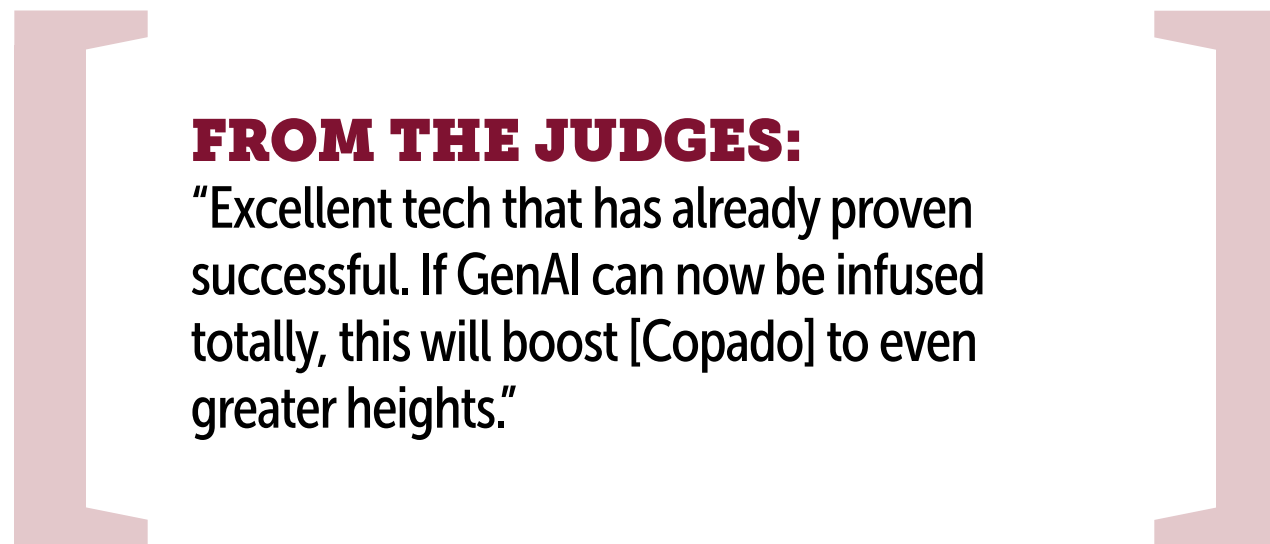 FROM THE JUDGES:
“Excellent tech that has already proven
successful. If GenAI can now be infused
totally, this will boost [Copado] to even
greater heights.”